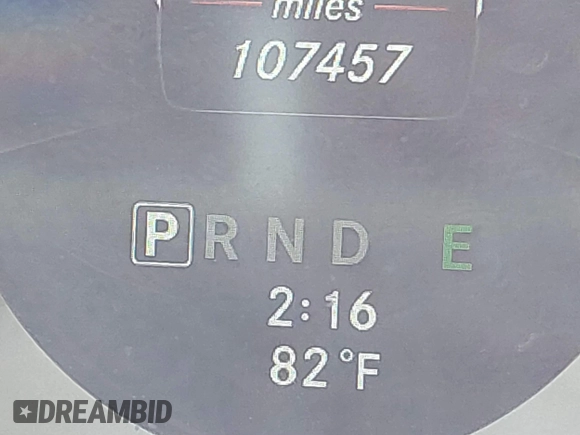 miles
107457
P R N D E
2:16
82°F
DREAMBID